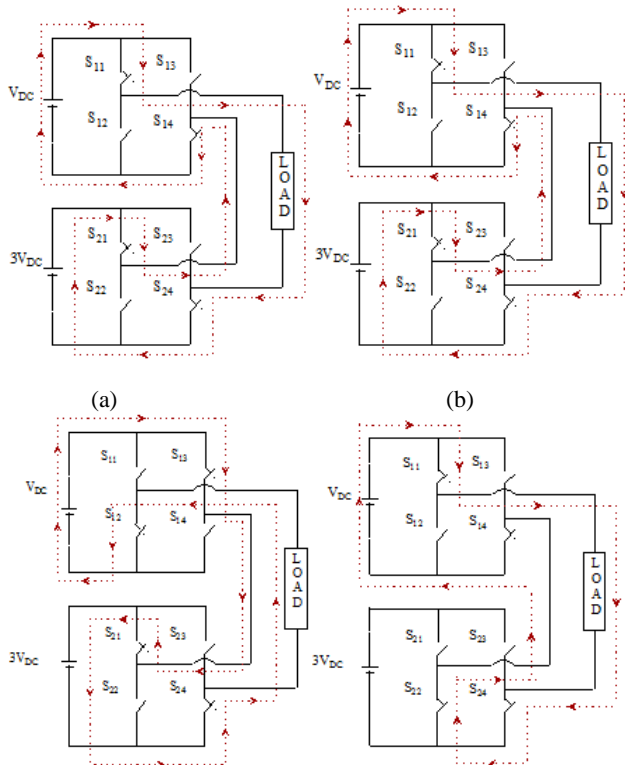 S11 S13
VDC
S12 S14
LOAD
S21 S23
3VDC
S22 S24
S11 S13
VDC
S12 S14
LOAD
S21 S23
3VDC
S22 S24
(a) (b)
S11 S13
VDC
S12 S14
LOAD
S21 S23
3VDC
S22 S24
S11 S13
VDC
S12 S14
LOAD
S21 S23
3VDC
S22 S24